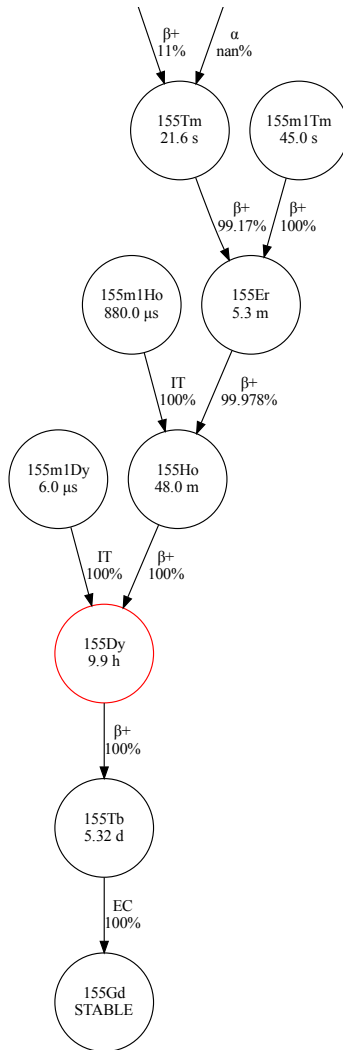 β+
11%
α
nan%
155Tm
21.6 s
155m1Tm
45.0 s
β+
99.17%
β+
100%
155m1Ho
880.0 μs
155Er
5.3 m
IT
100%
β+
99.978%
155m1Dy
6.0 μs
155Ho
48.0 m
IT
100%
β+
100%
155Dy
9.9 h
β+
100%
155Tb
5.32 d
EC
100%
155Gd
STABLE